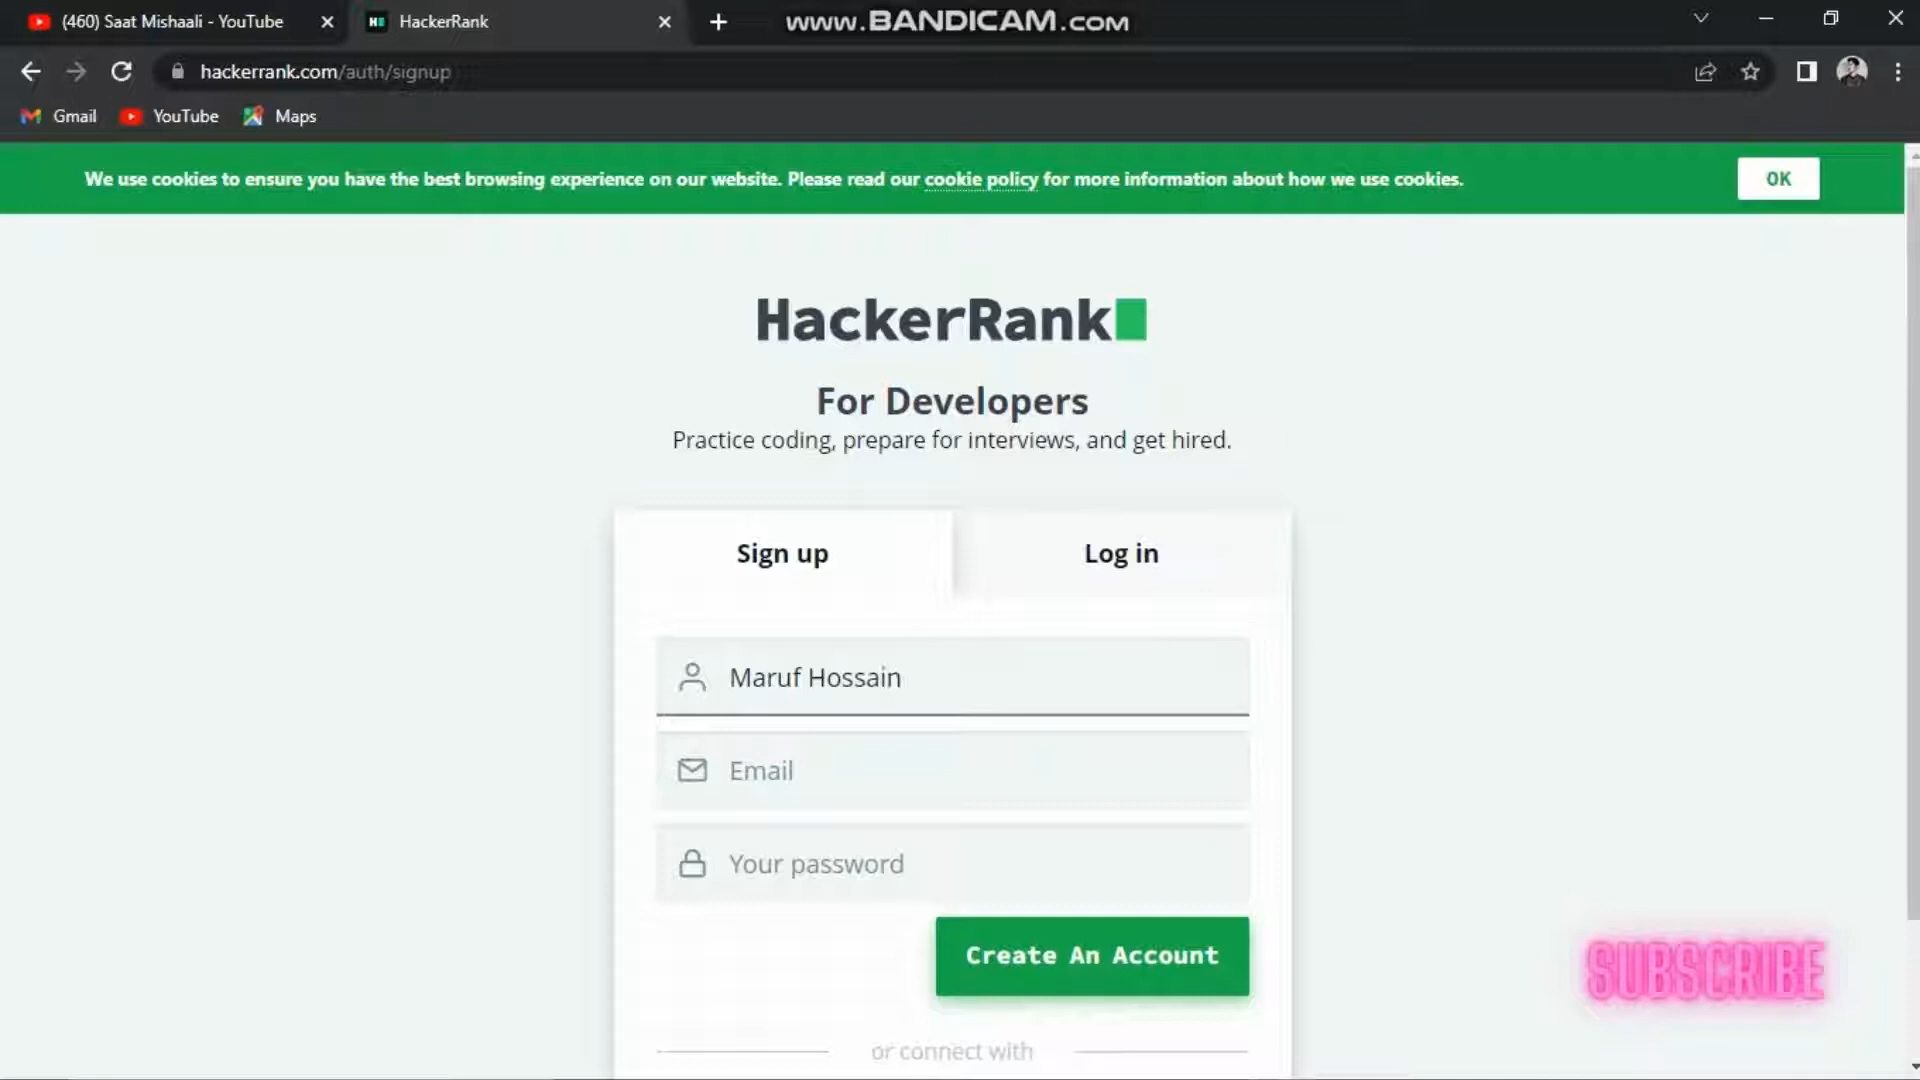 (460) Saat Mishaali - YouTube
HackerRank
www.BANDICAM.com
hackerrank.com/auth/signup
Gmail
YouTube
Maps
We use cookies to ensure you have the best browsing experience on our website. Please read our cookie policy for more information about how we use cookies.
OK
HackerRank
For Developers
Practice coding, prepare for interviews, and get hired.
Sign up
Log in
Maruf Hossain
Email
Your password
Create An Account
SUBSCRIBE
or connect with